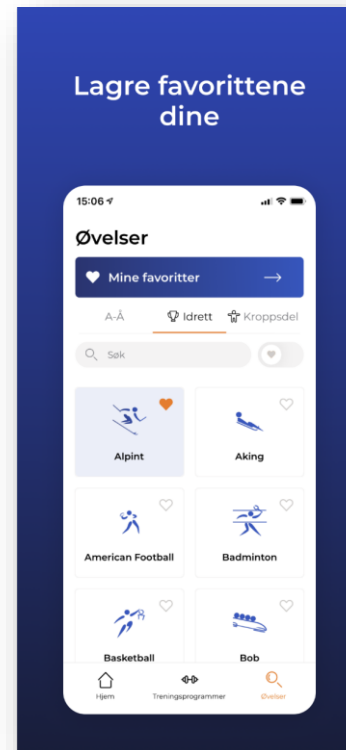 Lagre favorittene
dine
15:06
Øvelser
Mine favoritter
A-Å
Idrett
Kroppsdel
Søk
Alpint
Aking
American Football
Badminton
Basketball
Bob
Hjem
Treningsprogrammer
Øvelser